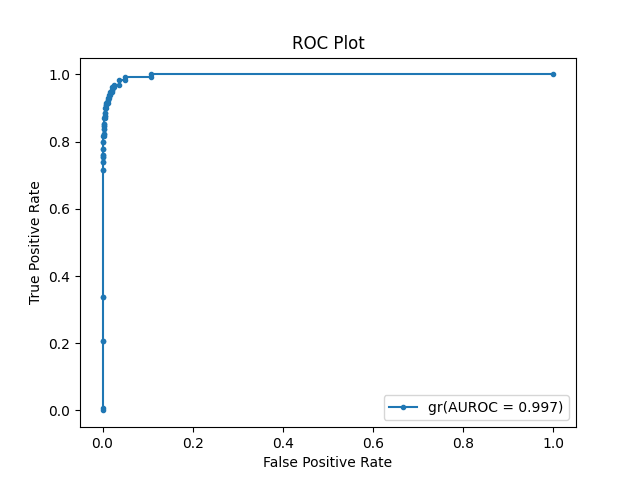 ROC Plot
1.0
0.8
0.6
0.4
0.2
0.0
True Positive Rate
gr(AUROC = 0.997)
0.0 0.2 0.4 0.6 0.8 1.0
False Positive Rate